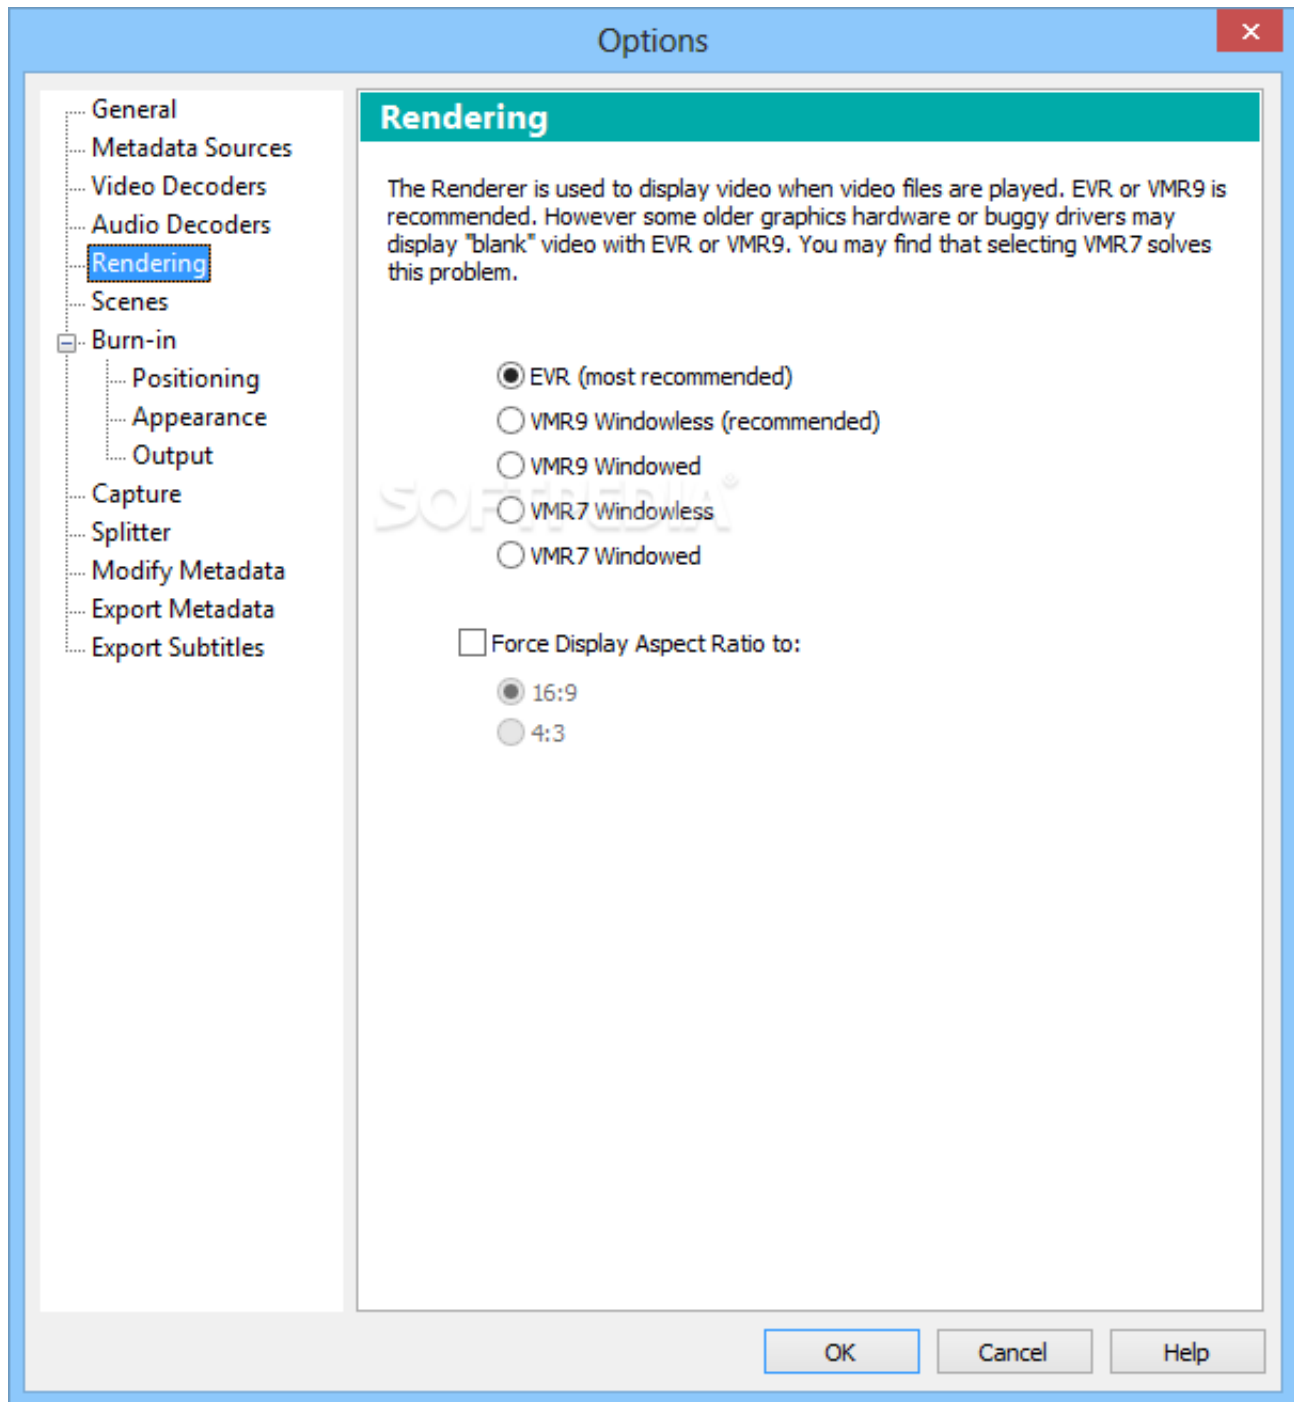 Options
General
Metadata Sources
Video Decoders
Audio Decoders
Rendering
Scenes
Burn-in
Positioning
Appearance
Output
Capture
Splitter
Modify Metadata
Export Metadata
Export Subtitles
Rendering
The Renderer is used to display video when video files are played. EVR or VMR9 is
recommended. However some older graphics hardware or buggy drivers may
display "blank" video with EVR or VMR9. You may find that selecting VMR7 solves
this problem.
EVR (most recommended)
VMR9 Windowless (recommended)
VMR9 Windowed
SOFTPEDIA®
VMR7 Windowless
VMR7 Windowed
Force Display Aspect Ratio to:
16:9
4:3
OK
Cancel
Help